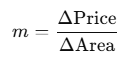 m = ΔPrice / ΔArea